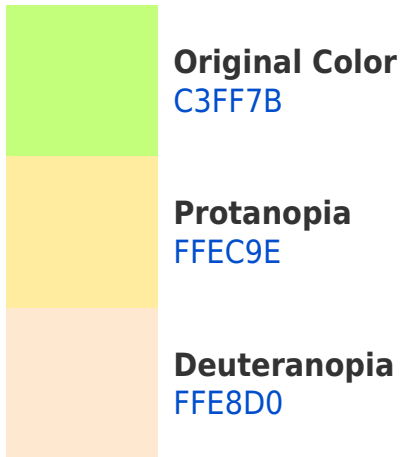 Original Color
C3FF7B
Protanopia
FFEC9E
Deuteranopia
FFE8D0